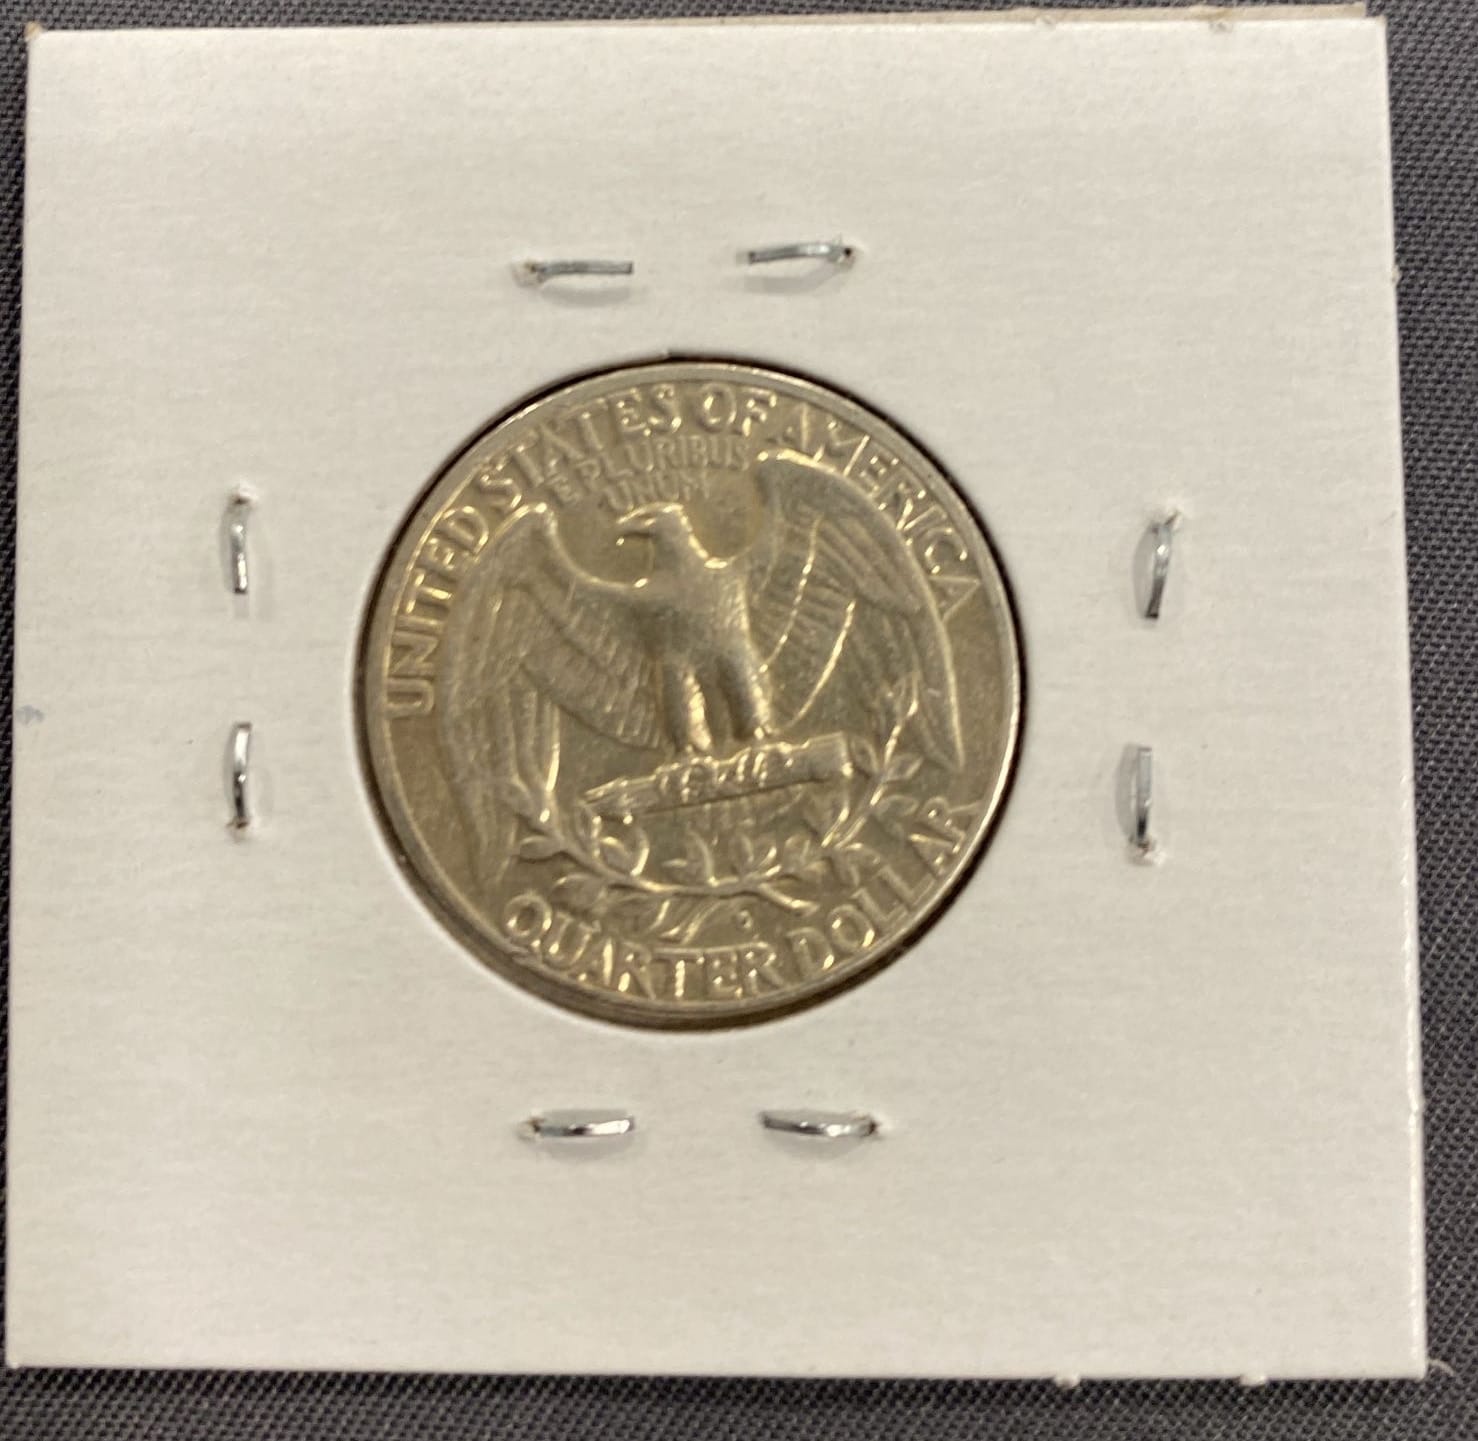 UNITED STATES OF AMERICA
E PLURIBUS
UNUM
QUARTER DOLLAR